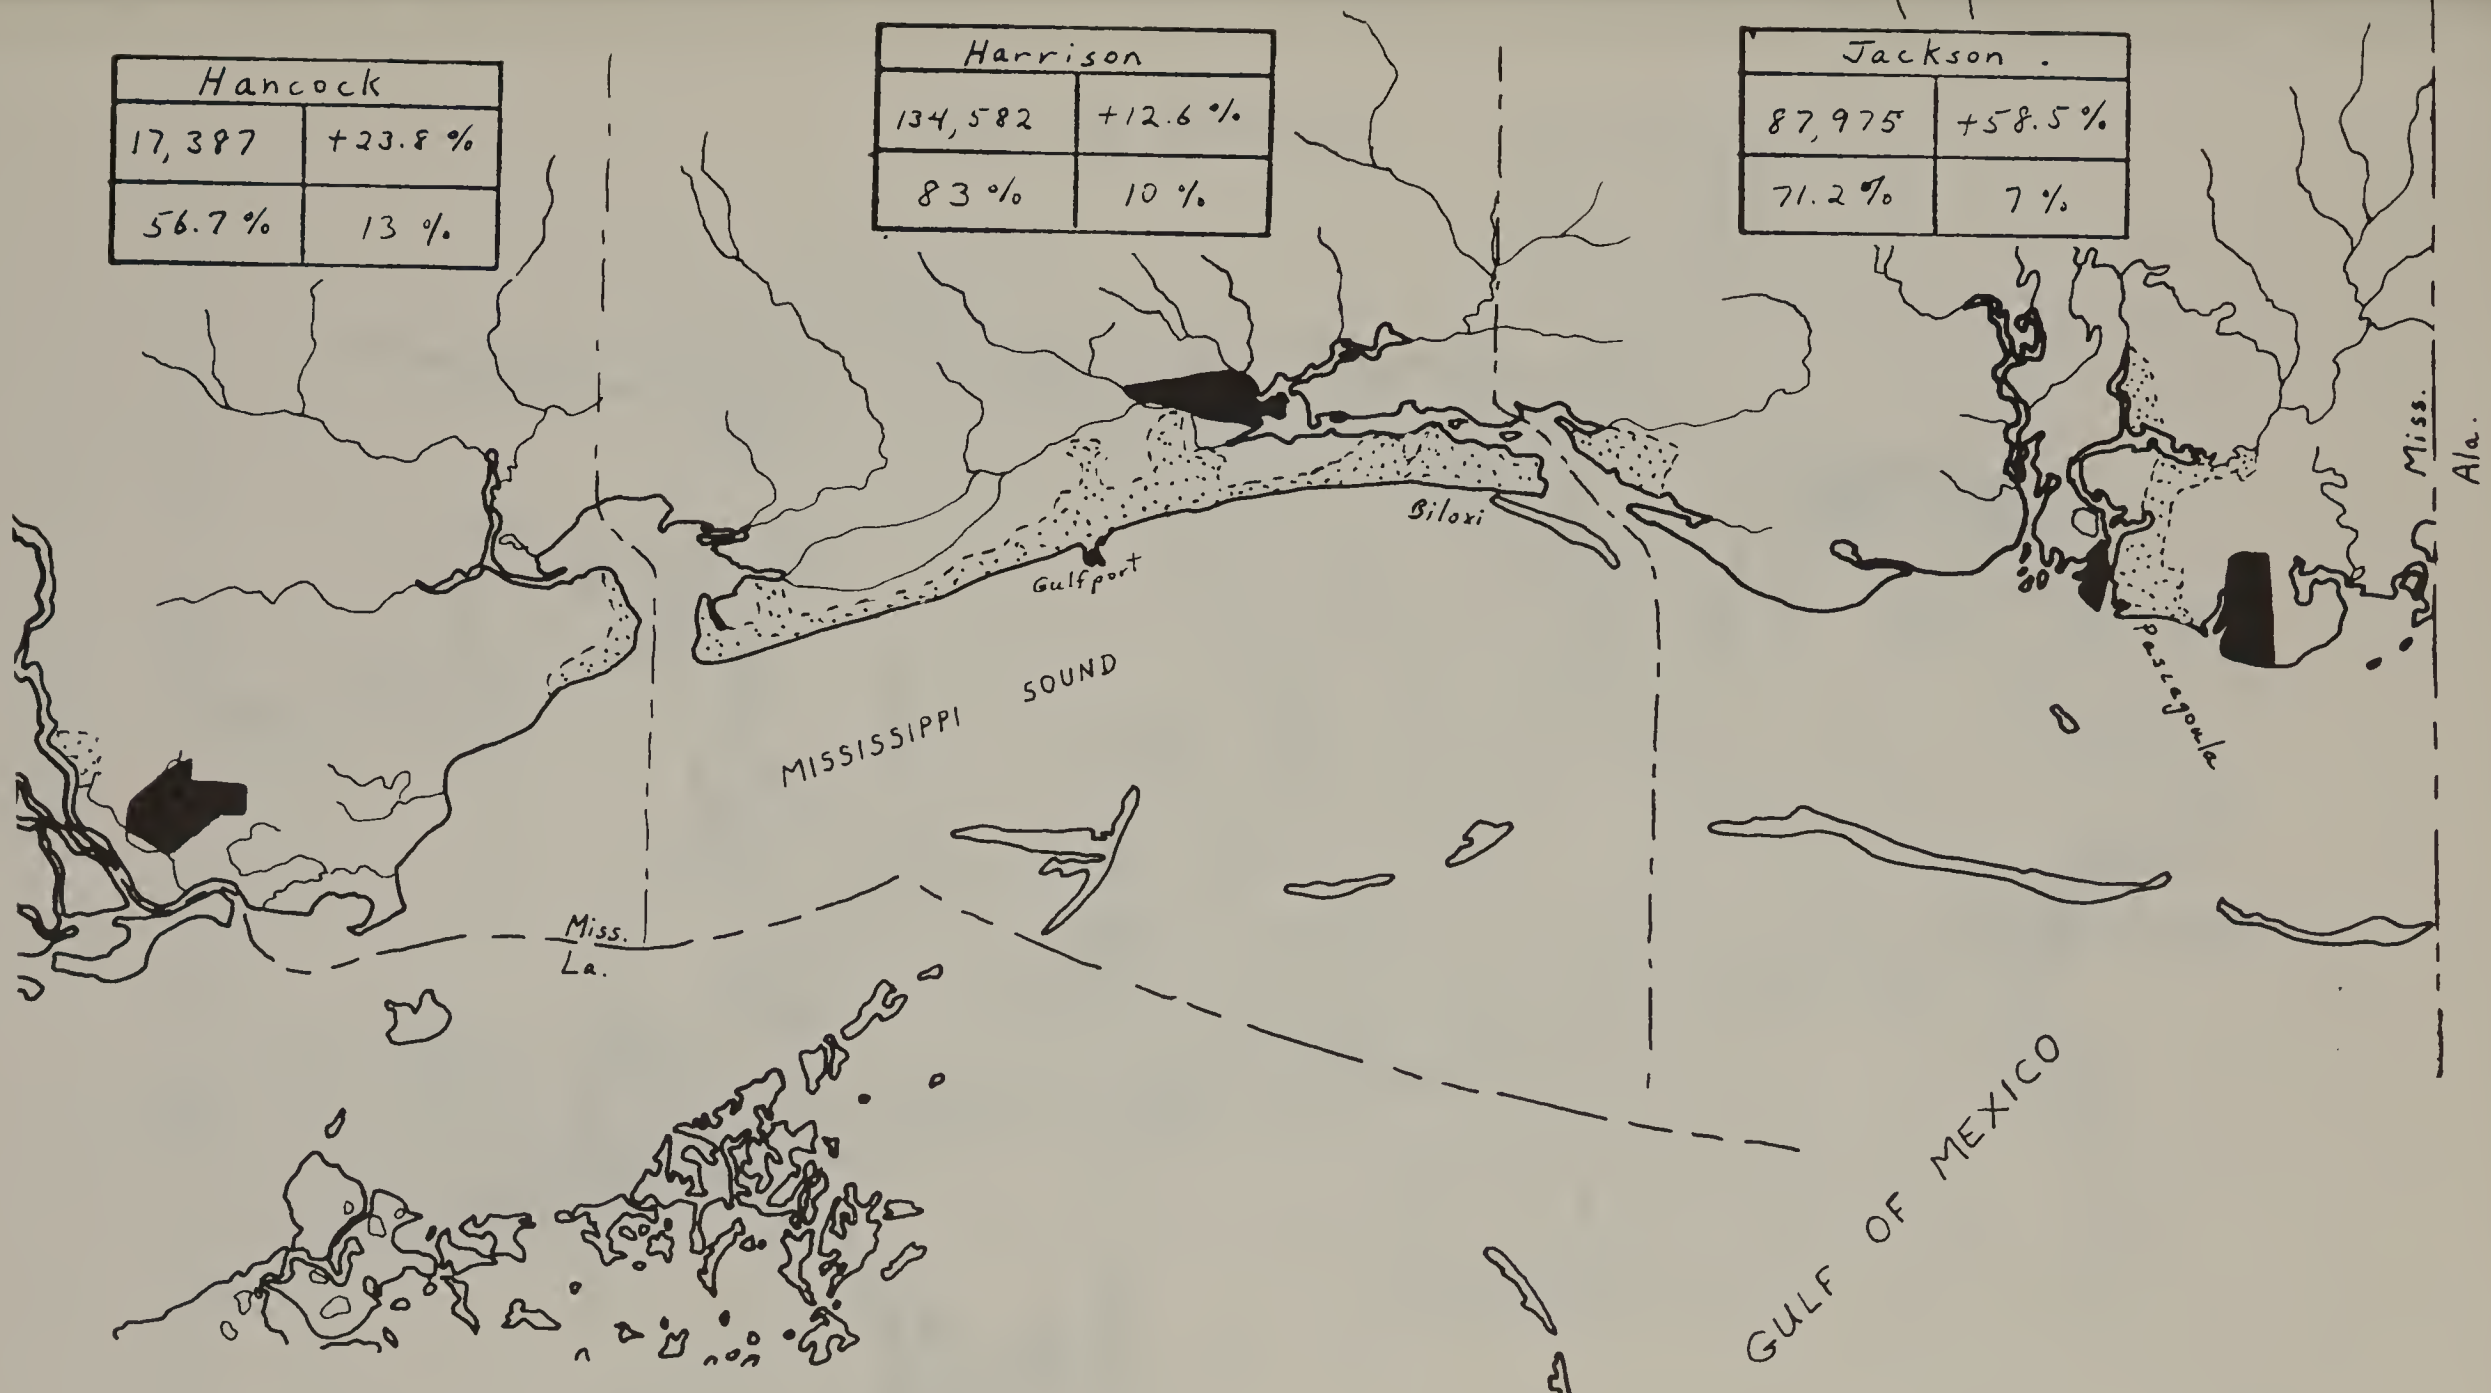 Hancock
17,387 +23.8 %
56.7 % 13 %
Harrison
134,582 +12.6 %
83 % 10 %
Jackson
87,975 +58.5 %
71.2 % 7 %
Miss.
Ala.
Biloxi
Gulfport
Pascagoula
MISSISSIPPI SOUND
Miss.
La.
GULF OF MEXICO